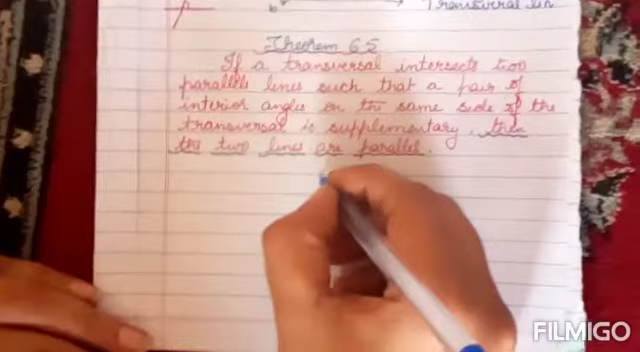 Transversal
Theorem 6.5
If a transversal intersects two
parallel lines such that a pair of
interior angles on the same side of the
transversal is supplementary, then
the two lines are parallel.
FILMIGO